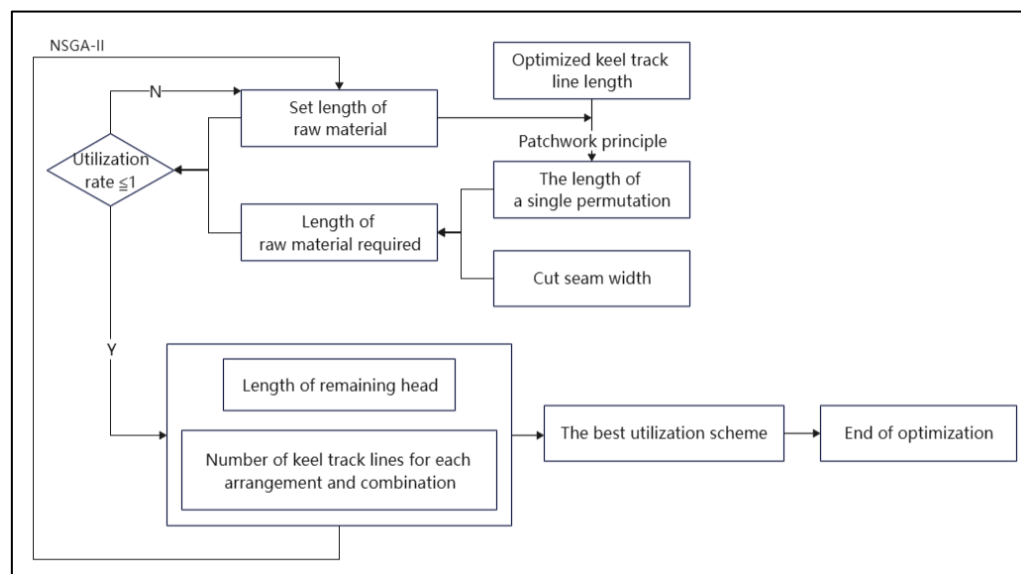 NSGA-II
Optimized keel track
line length
N
Set length of
raw material
Patchwork principle
Utilization
rate ≦1
The length of
a single permutation
Length of
raw material required
Cut seam width
Y
Length of remaining head
The best utilization scheme
End of optimization
Number of keel track lines for each
arrangement and combination